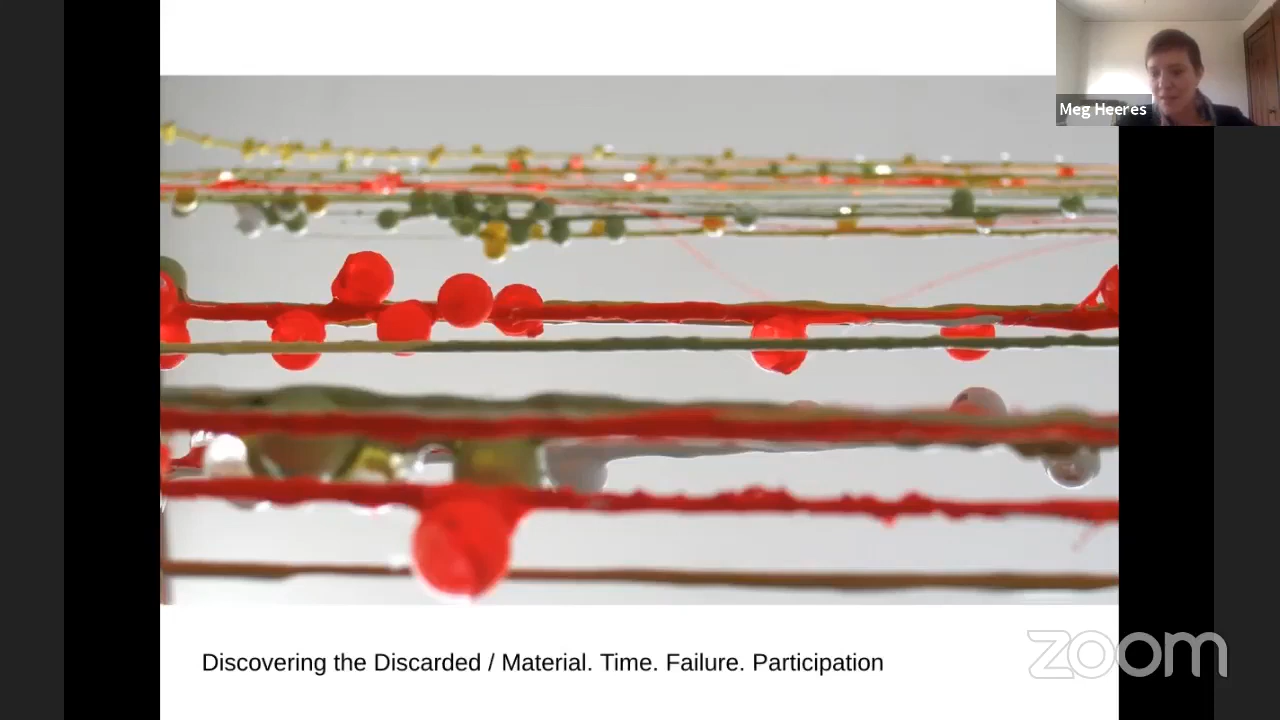 Meg Heeres
Discovering the Discarded / Material. Time. Failure. Participation
zoom